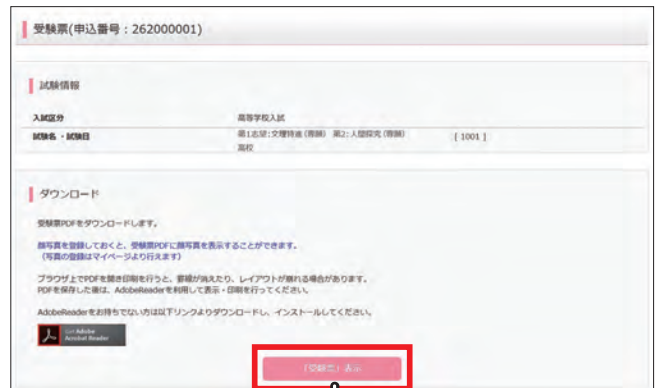 受験票(申込番号：262000001)
試験情報
入試区分 高等学校入試
試験名・試験日 第1志望:文理特進(専願) 第2:人間探究(専願) [ 1001 ]
高校
ダウンロード
受験票PDFをダウンロードします。
顔写真を登録しておくと、受験票PDFに顔写真を表示することができます。
(写真の登録はマイページより行えます)
ブラウザ上でPDFを開き印刷を行うと、罫線が消えたり、レイアウトが崩れる場合があります。
PDFを保存した後は、AdobeReaderを利用して表示・印刷を行ってください。
AdobeReaderをお持ちでない方は以下リンクよりダウンロードし、インストールしてください。
Get Adobe
Acrobat Reader
「受験票」表示